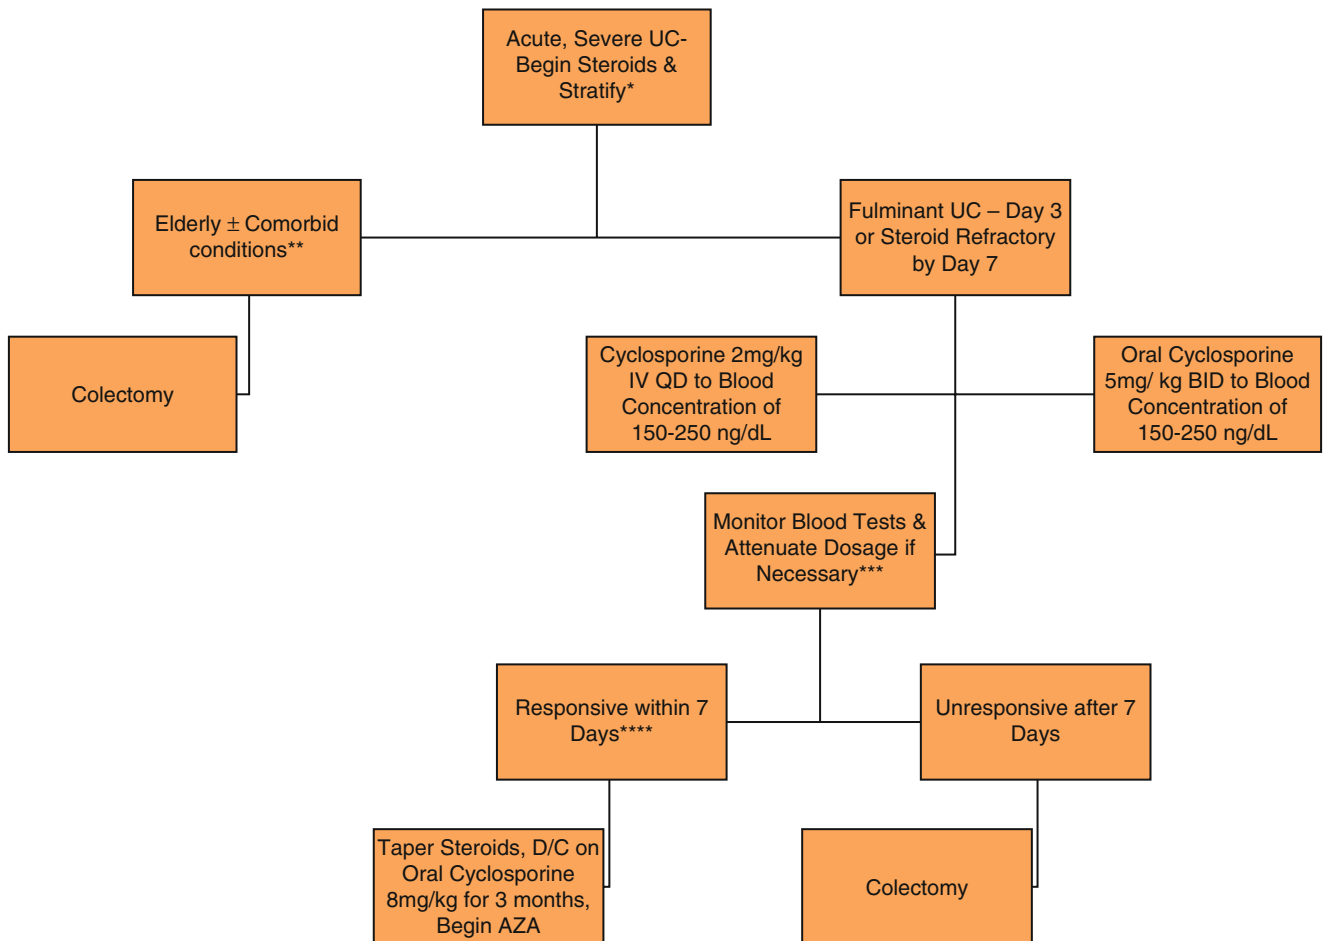 Acute, Severe UC-
Begin Steroids &
Stratify*
Elderly ± Comorbid
conditions**
Fulminant UC – Day 3
or Steroid Refractory
by Day 7
Colectomy
Cyclosporine 2mg/kg
IV QD to Blood
Concentration of
150-250 ng/dL
Oral Cyclosporine
5mg/ kg BID to Blood
Concentration of
150-250 ng/dL
Monitor Blood Tests &
Attenuate Dosage if
Necessary***
Responsive within 7
Days****
Unresponsive after 7
Days
Taper Steroids, D/C on
Oral Cyclosporine
8mg/kg for 3 months,
Begin AZA
Colectomy